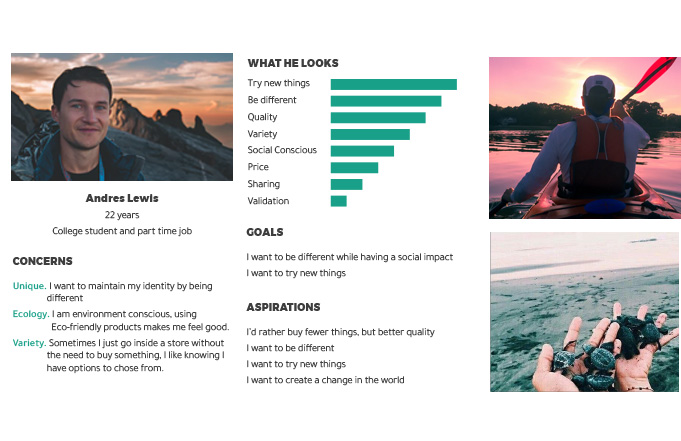 Andres Lewis
22 years
College student and part time job
CONCERNS
Unique. I want to maintain my identity by being
different
Ecology. I am environment conscious, using
Eco-friendly products makes me feel good.
Variety. Sometimes I just go inside a store without
the need to buy something, I like knowing I
have options to chose from.
WHAT HE LOOKS
Try new things
Be different
Quality
Variety
Social Conscious
Price
Sharing
Validation
GOALS
I want to be different while having a social impact
I want to try new things
ASPIRATIONS
I'd rather buy fewer things, but better quality
I want to be different
I want to try new things
I want to create a change in the world